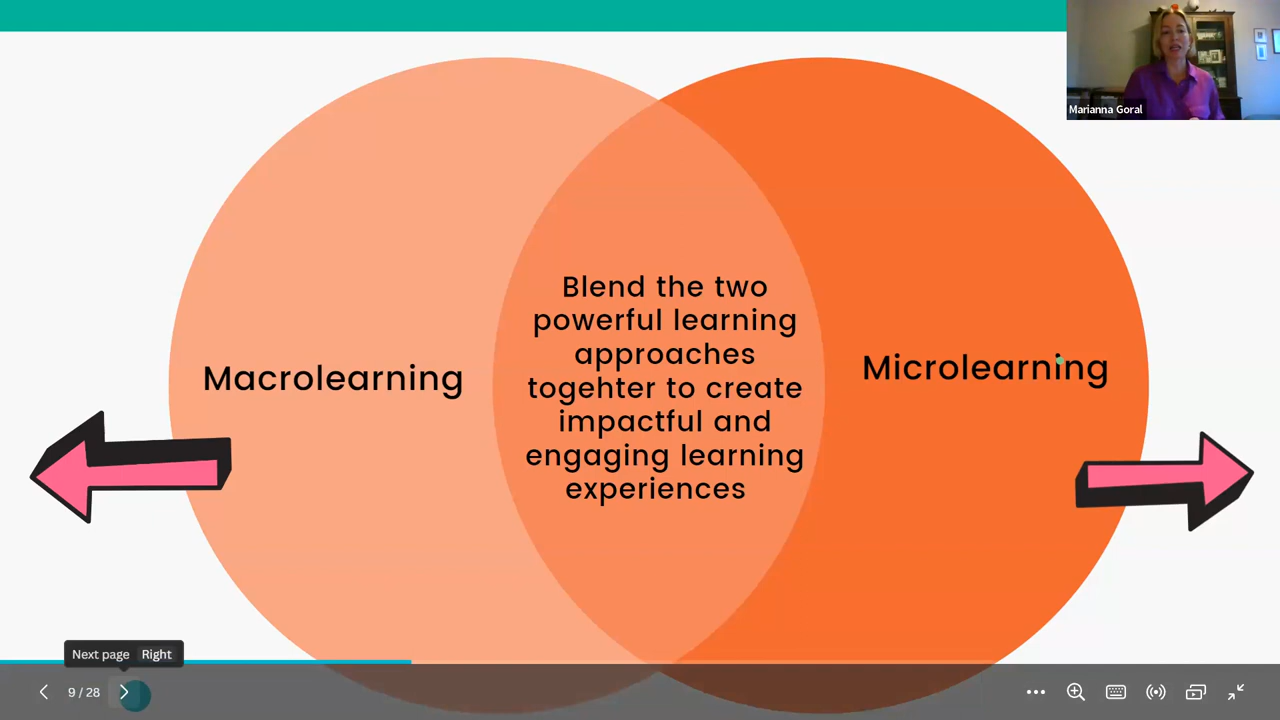 Marianna Goral
Macrolearning
Blend the two
powerful learning
approaches
togehter to create
impactful and
engaging learning
experiences
Microlearning
Next page Right
9 / 28